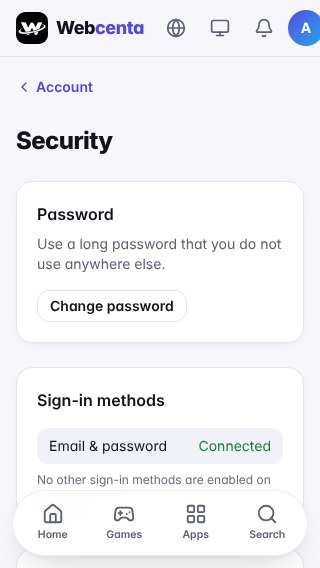 Webcenta
A
Account
Security
Password
Use a long password that you do not
use anywhere else.
Change password
Sign-in methods
Email & password Connected
No other sign-in methods are enabled on
Home Games Apps Search